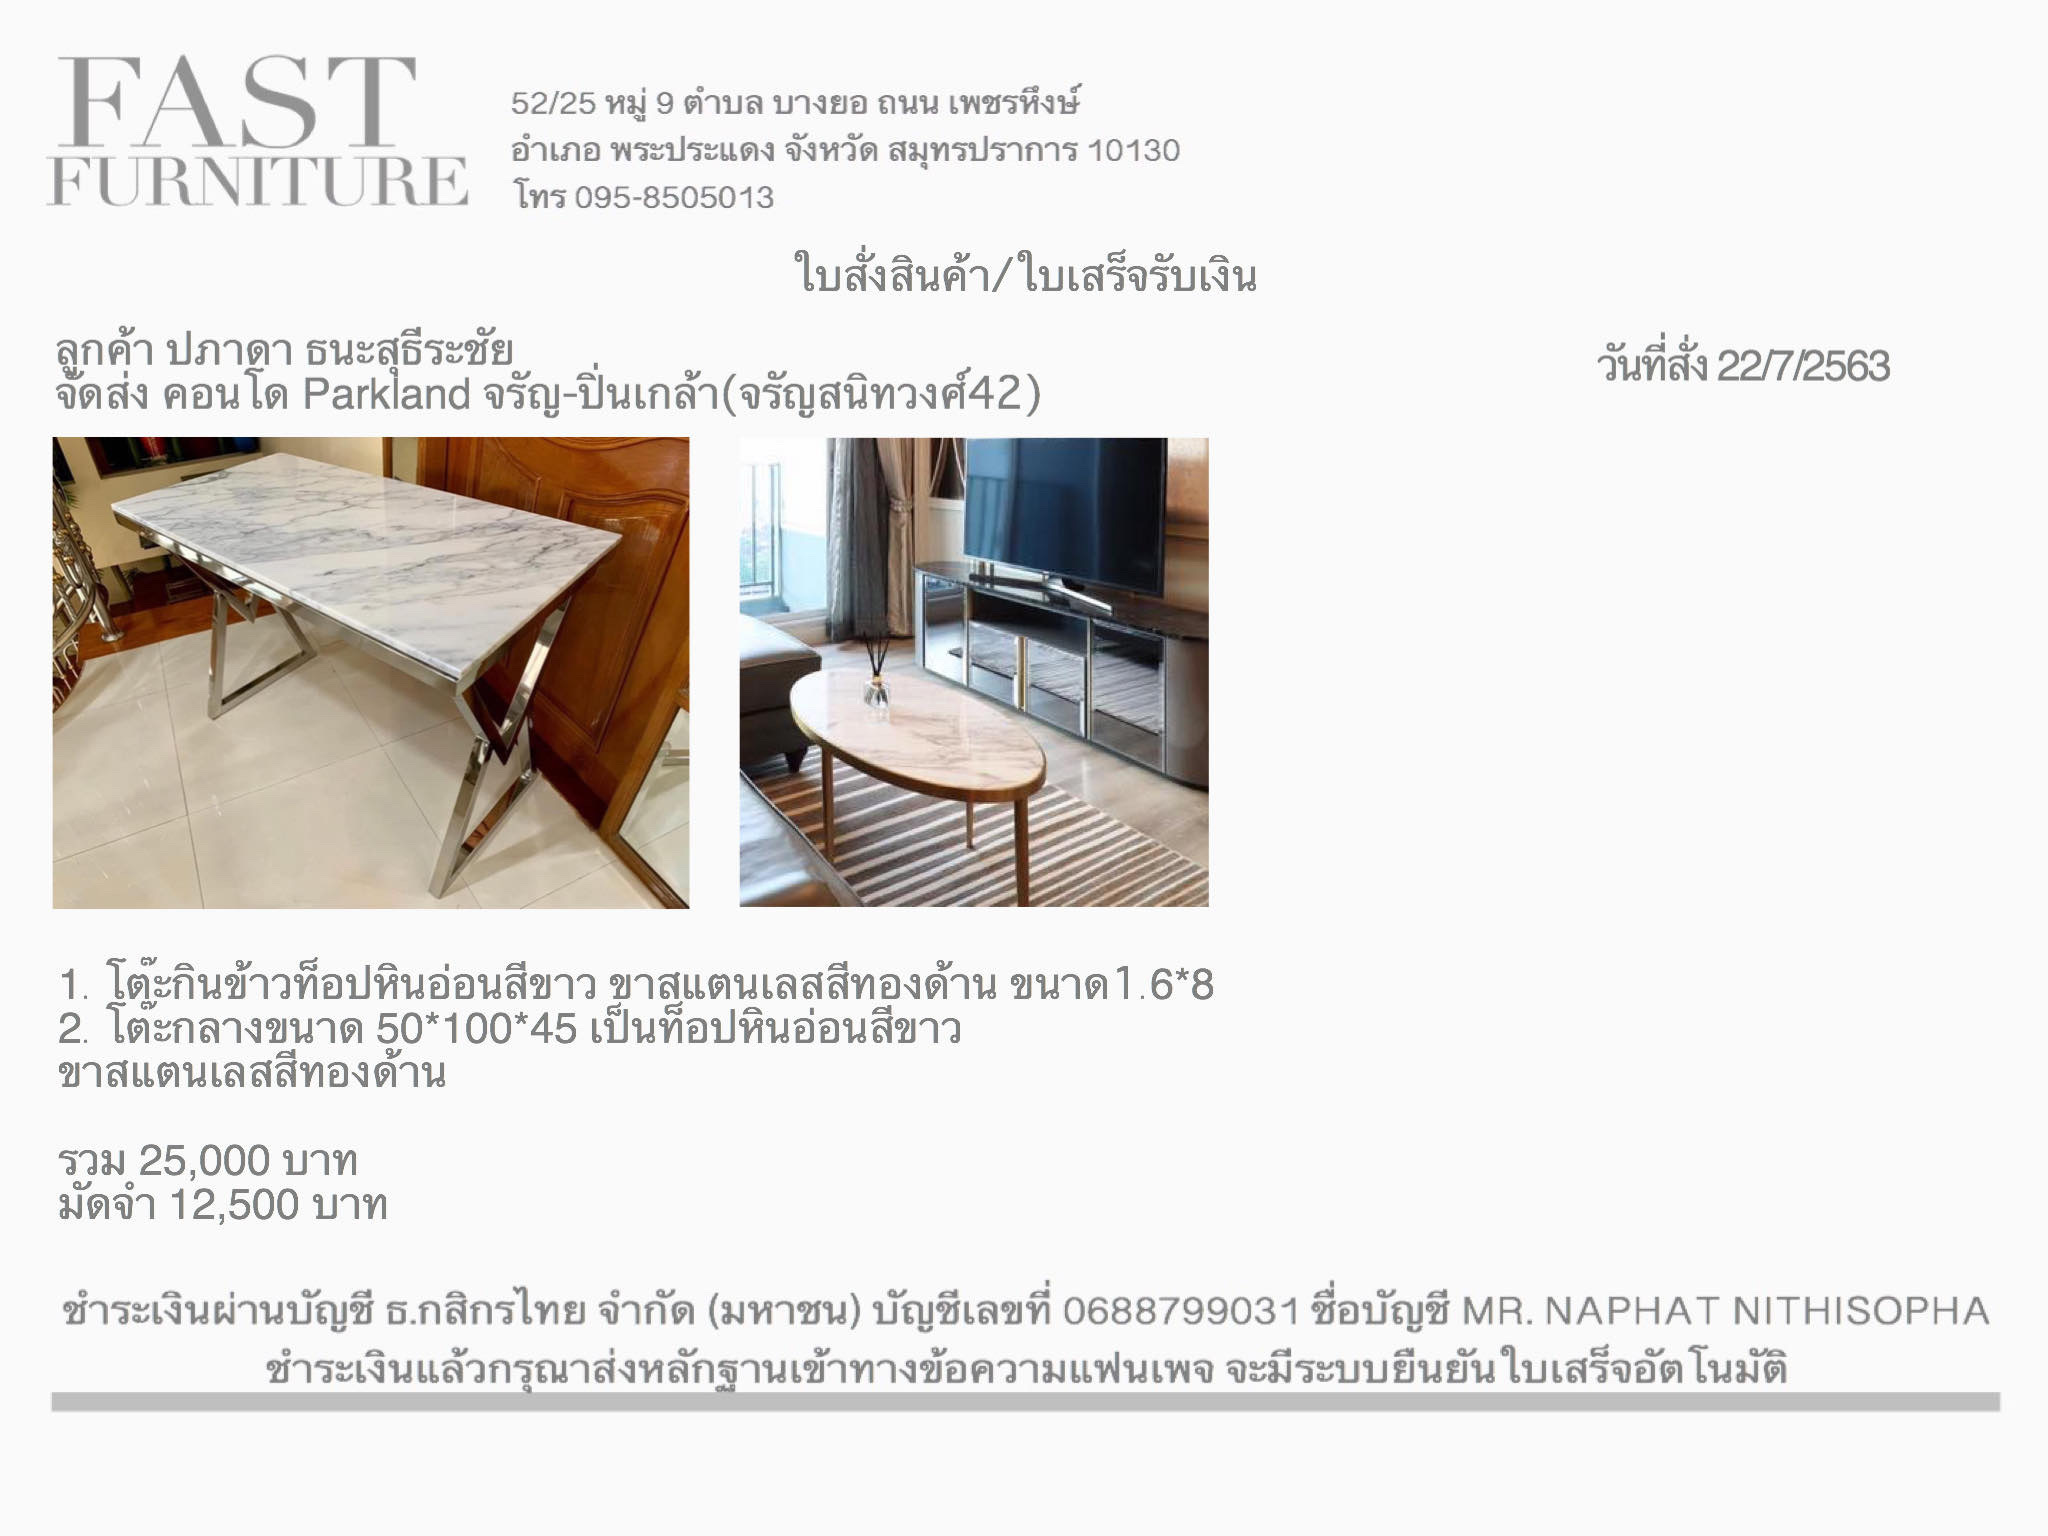 FAST
FURNITURE
52/25 หมู่ 9 ตำบล บางยอ ถนน เพชรหึงษ์
อำเภอ พระประแดง จังหวัด สมุทรปราการ 10130
โทร 095-8505013
ใบสั่งสินค้า/ใบเสร็จรับเงิน
ลูกค้า ปภาดา ธนะสุธีระชัย
จัดส่ง คอนโด Parkland จรัญ-ปิ่นเกล้า(จรัญสนิทวงศ์42)
วันที่สั่ง 22/7/2563
1. โต๊ะกินข้าวท็อปหินอ่อนสีขาว ขาสแตนเลสสีทองด้าน ขนาด1.6*8
2. โต๊ะกลางขนาด 50*100*45 เป็นท็อปหินอ่อนสีขาว
ขาสแตนเลสสีทองด้าน
รวม 25,000 บาท
มัดจำ 12,500 บาท
ชำระเงินผ่านบัญชี ธ.กสิกรไทย จำกัด (มหาชน) บัญชีเลขที่ 0688799031 ชื่อบัญชี MR. NAPHAT NITHISOPHA
ชำระเงินแล้วกรุณาส่งหลักฐานเข้าทางข้อความแฟนเพจ จะมีระบบยืนยันใบเสร็จอัตโนมัติ